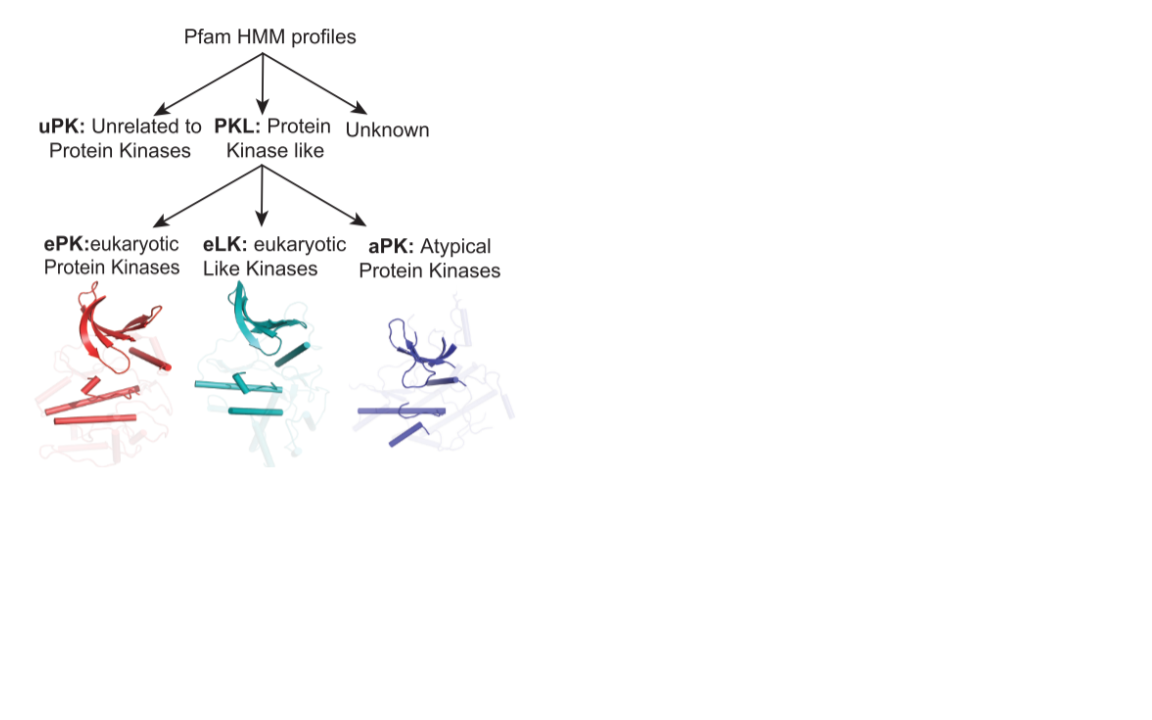 Pfam HMM profiles
uPK: Unrelated to
Protein Kinases
PKL: Protein
Kinase like
Unknown
ePK:eukaryotic
Protein Kinases
eLK: eukaryotic
Like Kinases
aPK: Atypical
Protein Kinases